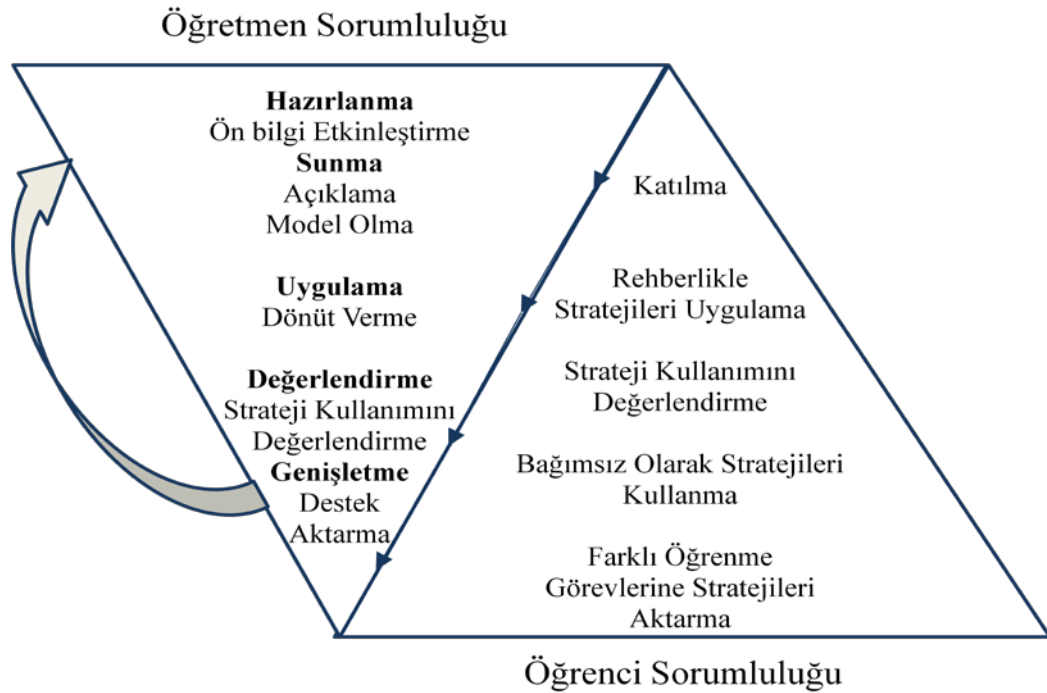 Öğretmen Sorumluluğu
Hazırlanma
Ön bilgi Etkinleştirme
Sunma
Açıklama
Model Olma
Uygulama
Dönüt Verme
Değerlendirme
Strateji Kullanımını
Değerlendirme
Genişletme
Destek
Aktarma
Katılma
Rehberlikle
Stratejileri Uygulama
Strateji Kullanımını
Değerlendirme
Bağımsız Olarak Stratejileri
Kullanma
Farklı Öğrenme
Görevlerine Stratejileri
Aktarma
Öğrenci Sorumluluğu